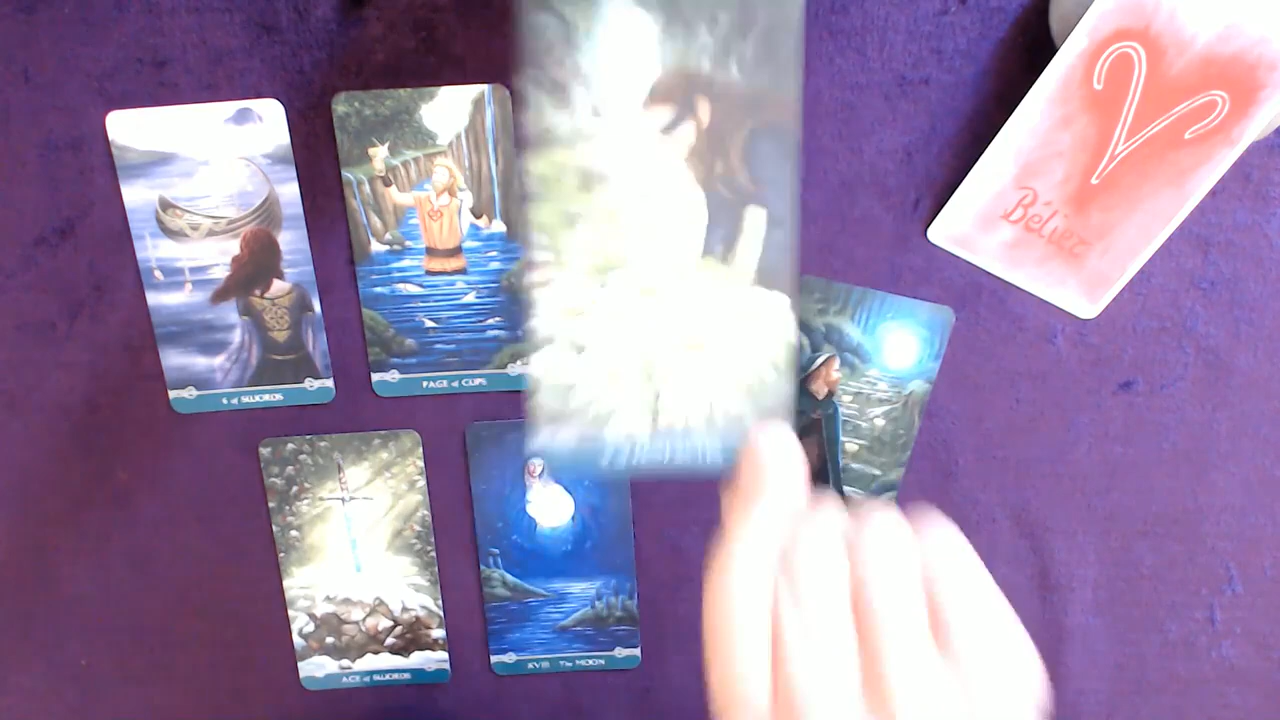 Bélier
6 of SWORDS
PAGE of CUPS
ACE of SWORDS
XVIII The MOON